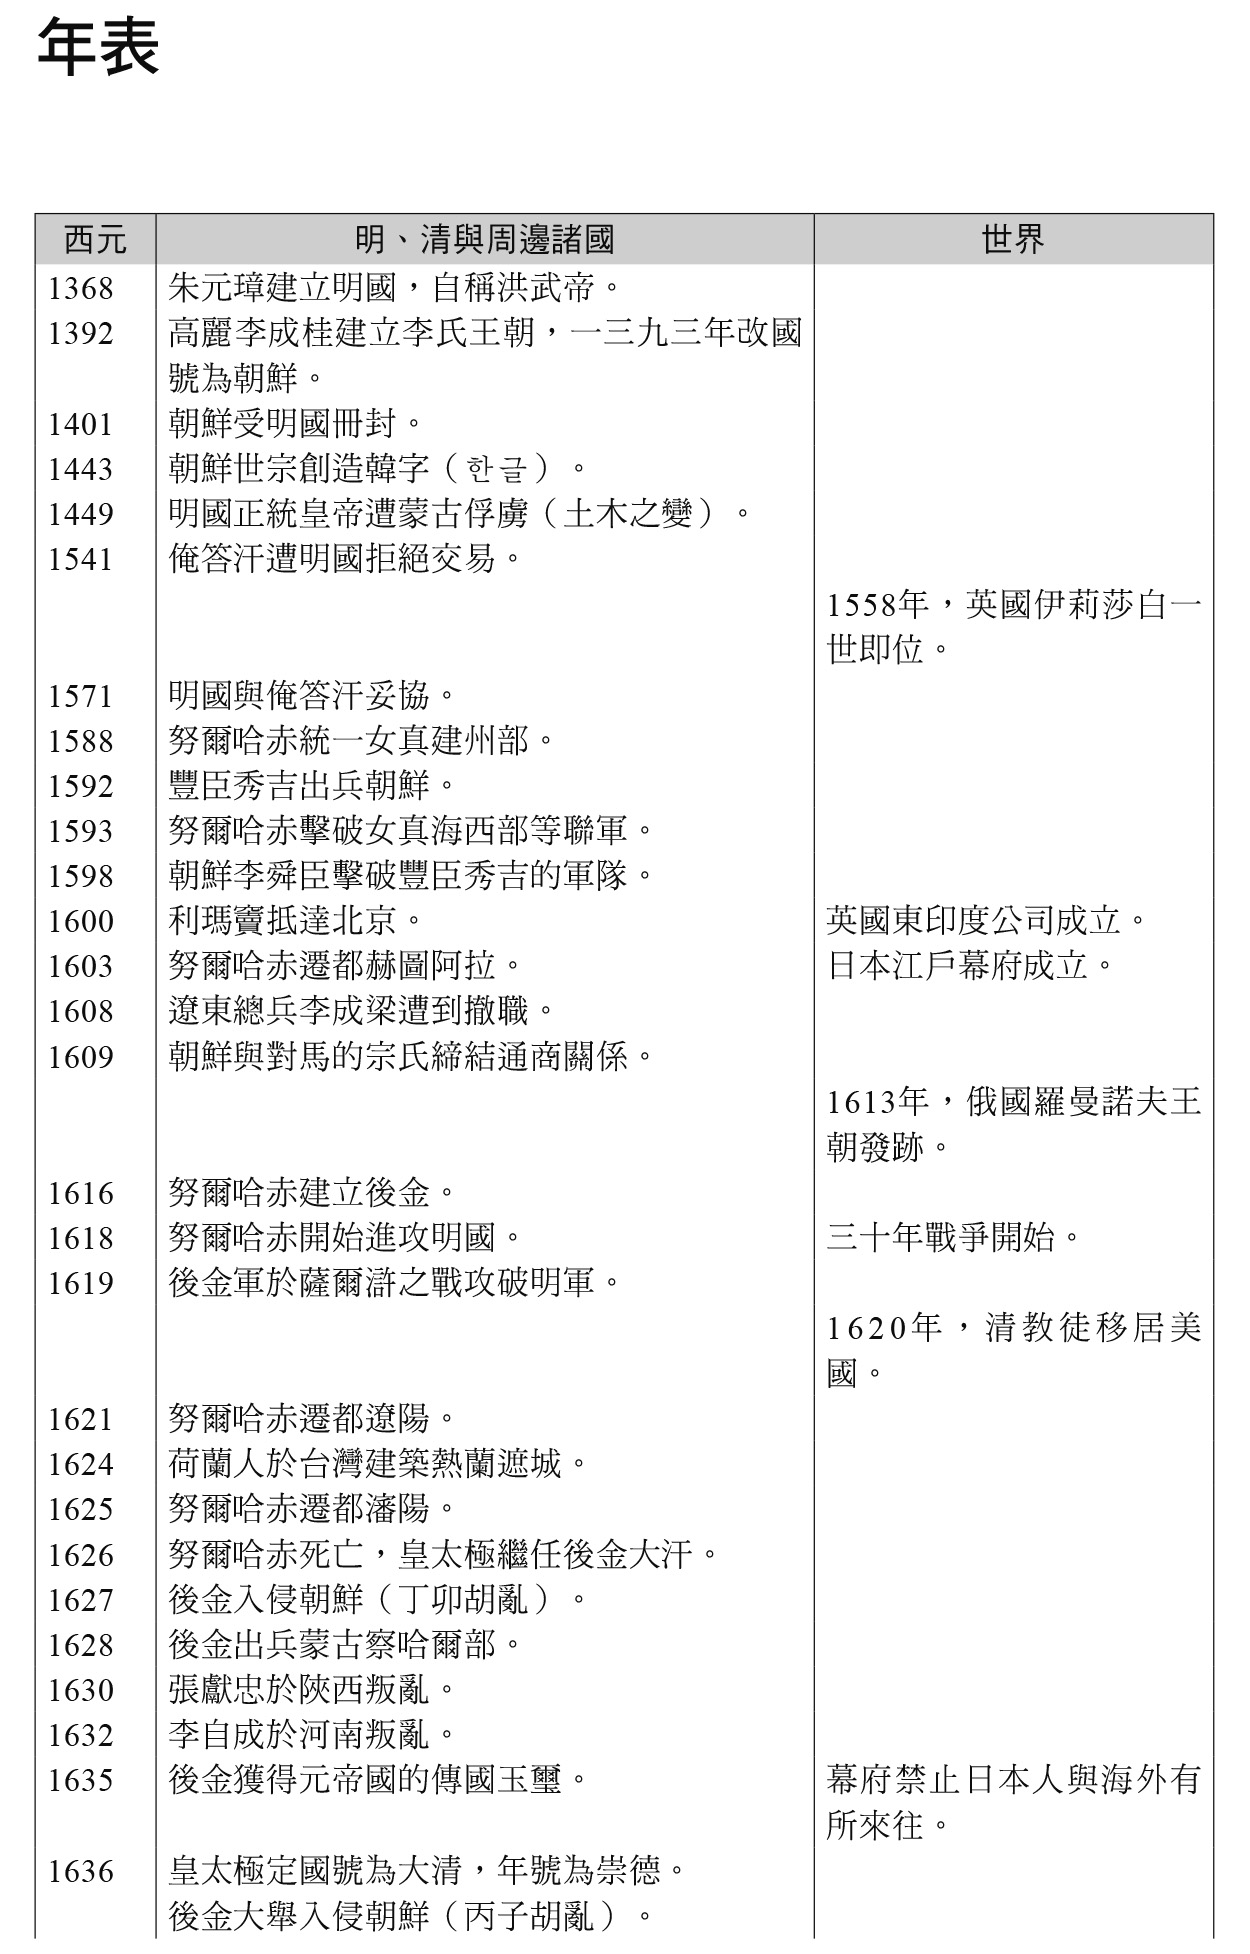 年表
西元 明、清與周邊諸國 世界
1368 朱元璋建立明國，自稱洪武帝。
1392 高麗李成桂建立李氏王朝，一三九三年改國
號為朝鮮。
1401 朝鮮受明國冊封。
1443 朝鮮世宗創造韓字（한글）。
1449 明國正統皇帝遭蒙古俘虜（土木之變）。
1541 俺答汗遭明國拒絕交易。
1558年，英國伊莉莎白一
世即位。
1571 明國與俺答汗妥協。
1588 努爾哈赤統一女真建州部。
1592 豐臣秀吉出兵朝鮮。
1593 努爾哈赤擊破女真海西部等聯軍。
1598 朝鮮李舜臣擊破豐臣秀吉的軍隊。
1600 利瑪竇抵達北京。 英國東印度公司成立。
1603 努爾哈赤遷都赫圖阿拉。 日本江戶幕府成立。
1608 遼東總兵李成梁遭到撤職。
1609 朝鮮與對馬的宗氏締結通商關係。
1613年，俄國羅曼諾夫王
朝發跡。
1616 努爾哈赤建立後金。
1618 努爾哈赤開始進攻明國。 三十年戰爭開始。
1619 後金軍於薩爾滸之戰攻破明軍。
1620年，清教徒移居美
國。
1621 努爾哈赤遷都遼陽。
1624 荷蘭人於台灣建築熱蘭遮城。
1625 努爾哈赤遷都瀋陽。
1626 努爾哈赤死亡，皇太極繼任後金大汗。
1627 後金入侵朝鮮（丁卯胡亂）。
1628 後金出兵蒙古察哈爾部。
1630 張獻忠於陝西叛亂。
1632 李自成於河南叛亂。
1635 後金獲得元帝國的傳國玉璽。 幕府禁止日本人與海外有
所來往。
1636 皇太極定國號為大清，年號為崇德。
後金大舉入侵朝鮮（丙子胡亂）。